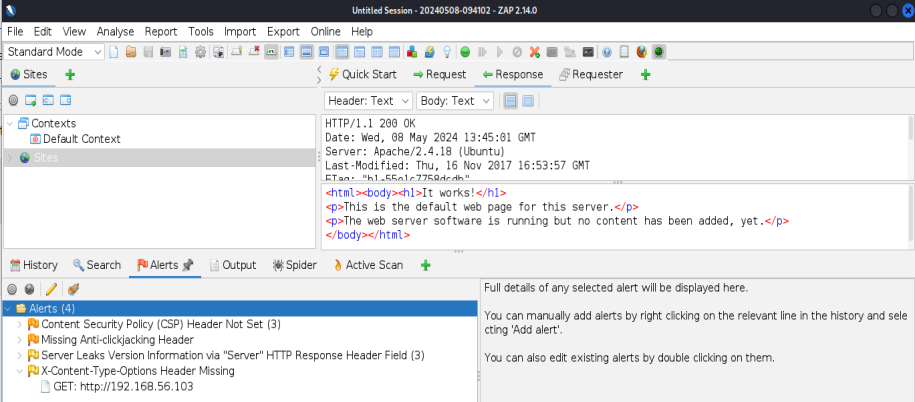 Untitled Session - 20240508-094102 - ZAP 2.14.0
File Edit View Analyse Report Tools Import Export Online Help
Standard Mode
Sites
Quick Start Request Response Requester
Header: Text Body: Text
Contexts
Default Context
Sites
HTTP/1.1 200 OK
Date: Wed, 08 May 2024 13:45:01 GMT
Server: Apache/2.4.18 (Ubuntu)
Last-Modified: Thu, 16 Nov 2017 16:53:57 GMT
<html><body><h1>It works!</h1>
<p>This is the default web page for this server.</p>
<p>The web server software is running but no content has been added, yet.</p>
</body></html>
History Search Alerts Output Spider Active Scan
Alerts (4)
Content Security Policy (CSP) Header Not Set (3)
Missing Anti-clickjacking Header
Server Leaks Version Information via "Server" HTTP Response Header Field (3)
X-Content-Type-Options Header Missing
GET: http://192.168.56.103
Full details of any selected alert will be displayed here.
You can manually add alerts by right clicking on the relevant line in the history and sele
cting 'Add alert'.
You can also edit existing alerts by double clicking on them.